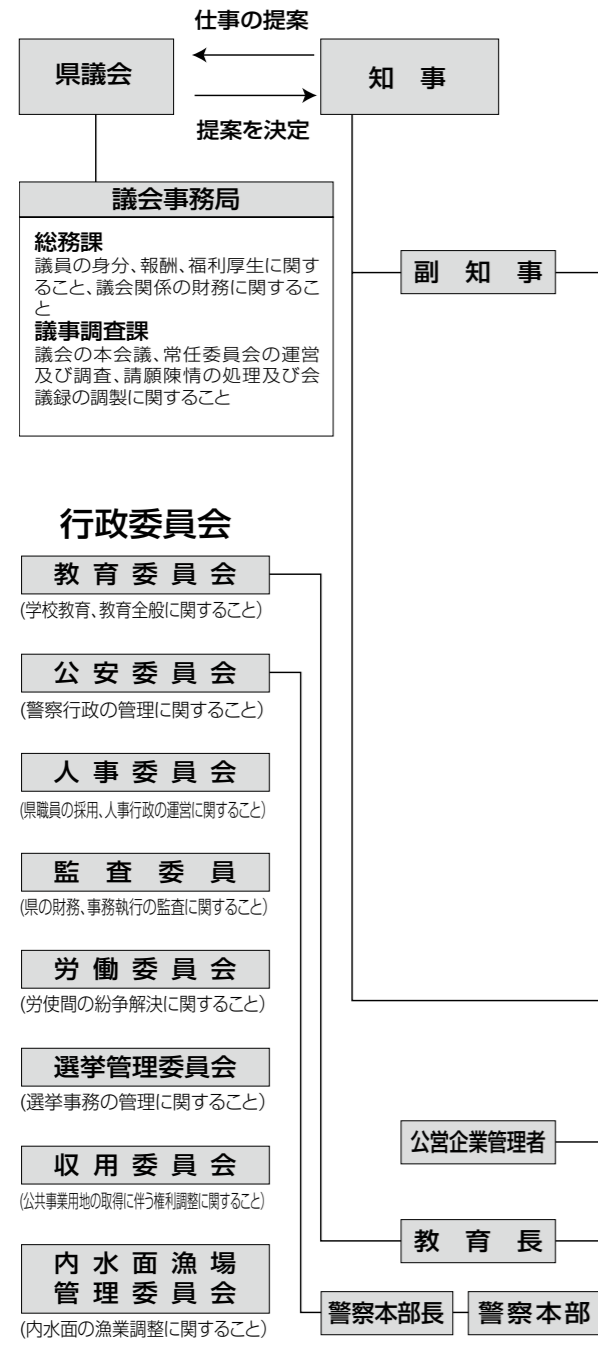 仕事の提案
県議会
知 事
提案を決定
議会事務局
総務課
議員の身分、報酬、福利厚生に関す
ること、議会関係の財務に関するこ
と
議事調査課
議会の本会議、常任委員会の運営
及び調査、請願陳情の処理及び会
議録の調製に関すること
副 知 事
行政委員会
教 育 委 員 会
(学校教育、教育全般に関すること)
公 安 委 員 会
(警察行政の管理に関すること)
人 事 委 員 会
(県職員の採用、人事行政の運営に関すること)
監 査 委 員
(県の財務、事務執行の監査に関すること)
労 働 委 員 会
(労使間の紛争解決に関すること)
選挙管理委員会
(選挙事務の管理に関すること)
収 用 委 員 会
(公共事業用地の取得に伴う権利調整に関すること)
内 水 面 漁 場
管 理 委 員 会
(内水面の漁業調整に関すること)
公営企業管理者
教 育 長
警察本部長
警察本部